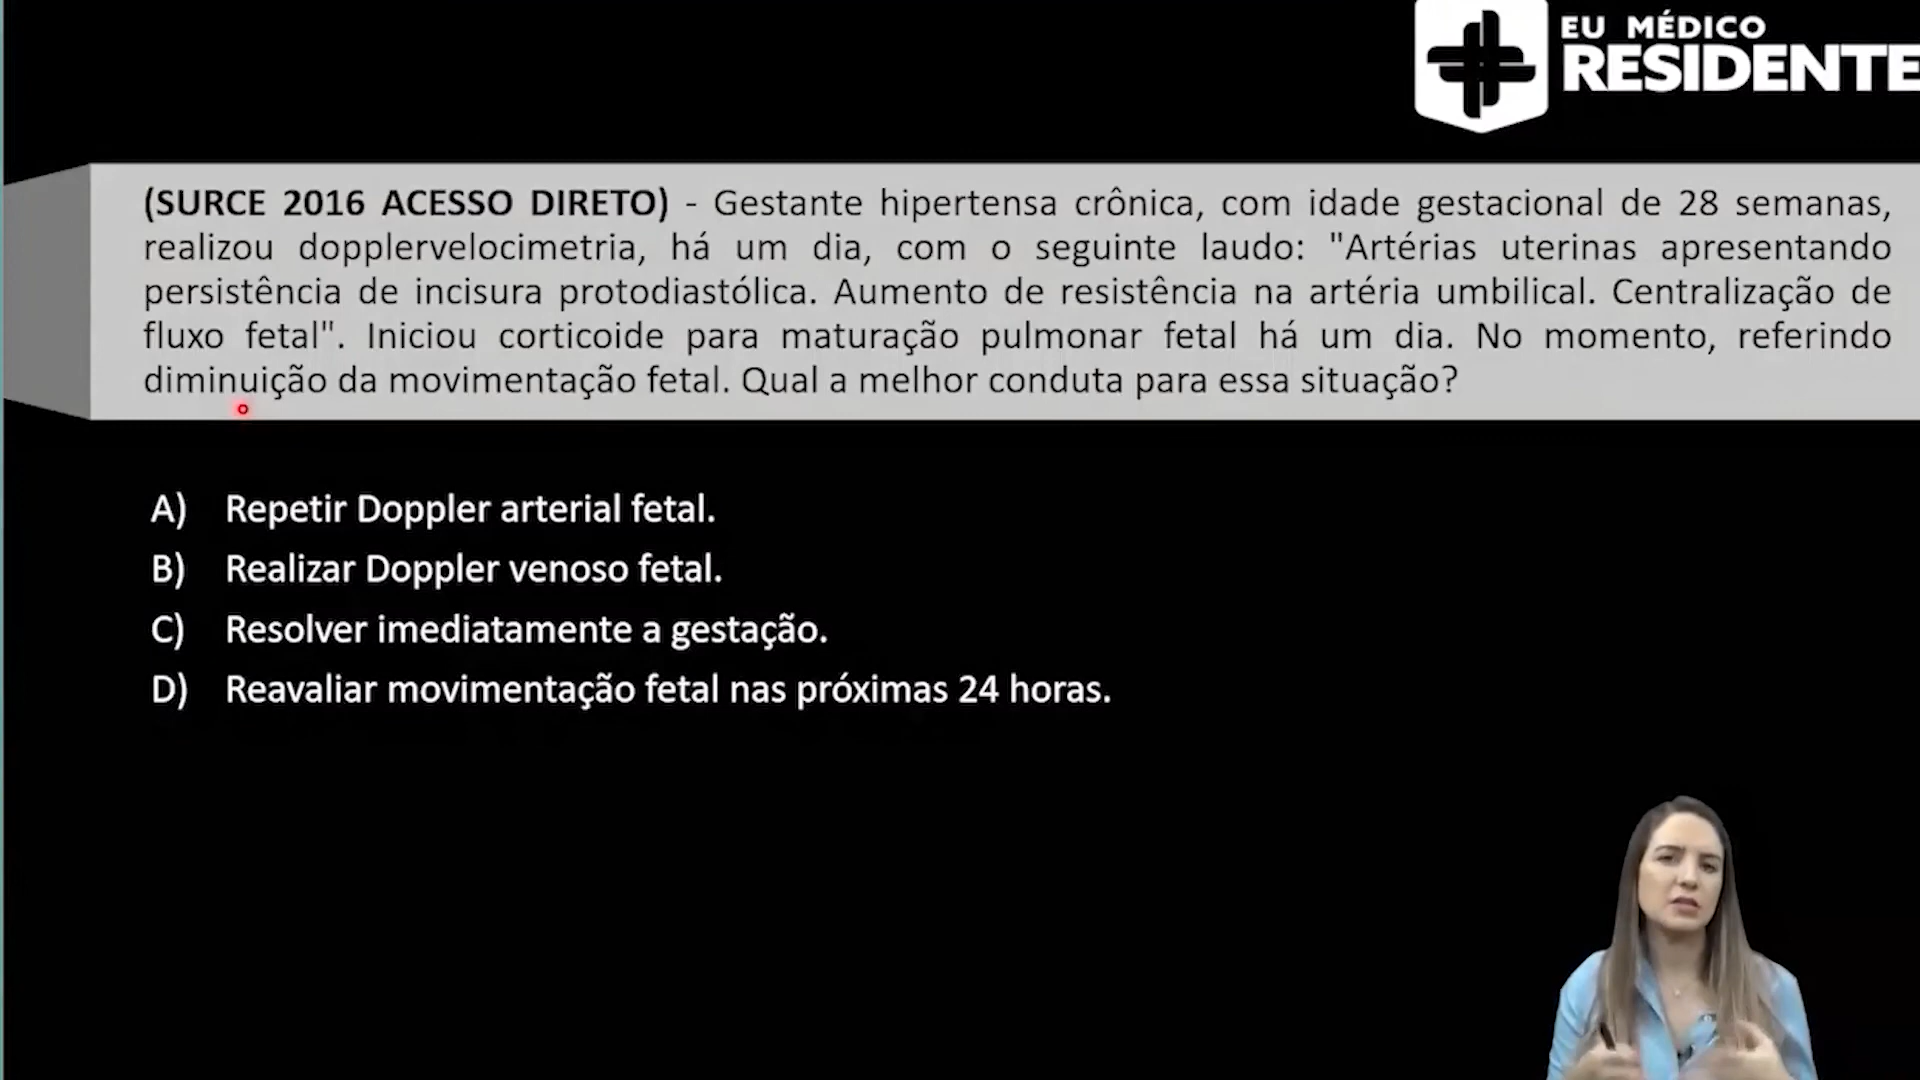 EU MÉDICO
RESIDENTE
(SURCE 2016 ACESSO DIRETO) - Gestante hipertensa crônica, com idade gestacional de 28 semanas,
realizou dopplervelocimetria, há um dia, com o seguinte laudo: "Artérias uterinas apresentando
persistência de incisura protodiastólica. Aumento de resistência na artéria umbilical. Centralização de
fluxo fetal". Iniciou corticoide para maturação pulmonar fetal há um dia. No momento, referindo
diminuição da movimentação fetal. Qual a melhor conduta para essa situação?
A) Repetir Doppler arterial fetal.
B) Realizar Doppler venoso fetal.
C) Resolver imediatamente a gestação.
D) Reavaliar movimentação fetal nas próximas 24 horas.